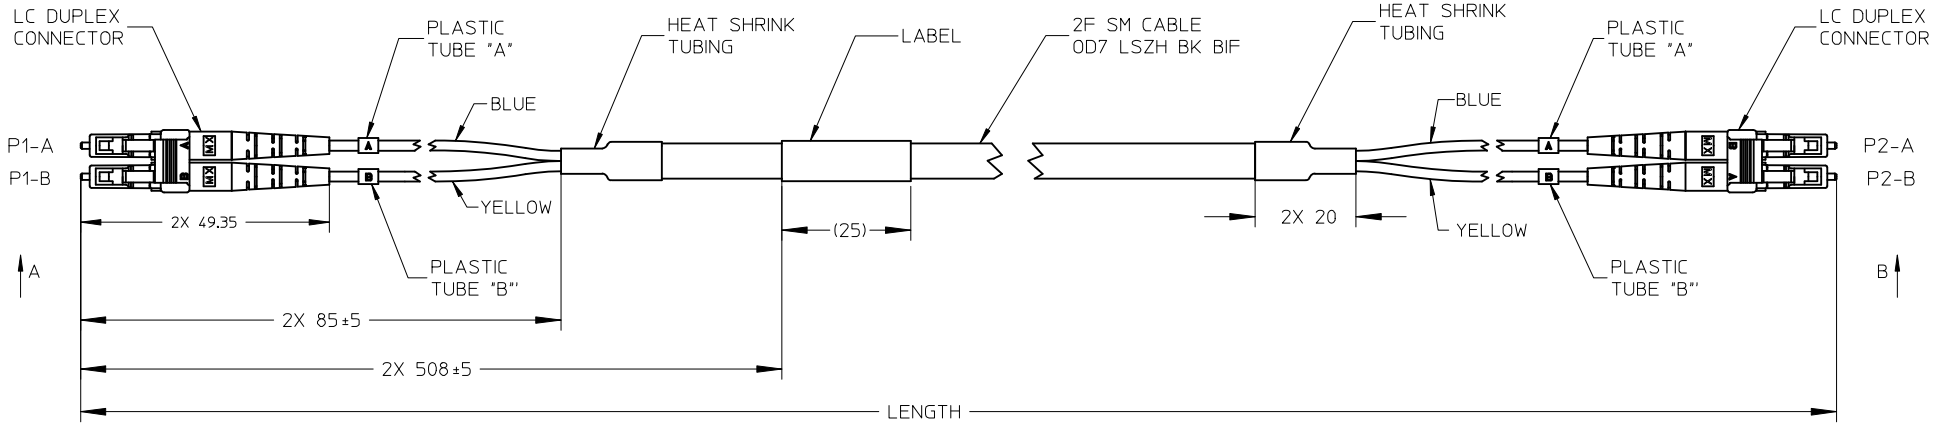 LC DUPLEX
CONNECTOR
PLASTIC
TUBE "A"
HEAT SHRINK
TUBING
LABEL
2F SM CABLE
OD7 LSZH BK BIF
HEAT SHRINK
TUBING
PLASTIC
TUBE "A"
LC DUPLEX
CONNECTOR
BLUE
BLUE
P1-A
P1-B
A
B
MX
MX
A
B
A
B
MX
MX
B
A
P2-A
P2-B
YELLOW
YELLOW
2X 49.35
(25)
2X 20
A
PLASTIC
TUBE "B"'
PLASTIC
TUBE "B"'
B
2X 85±5
2X 508±5
LENGTH